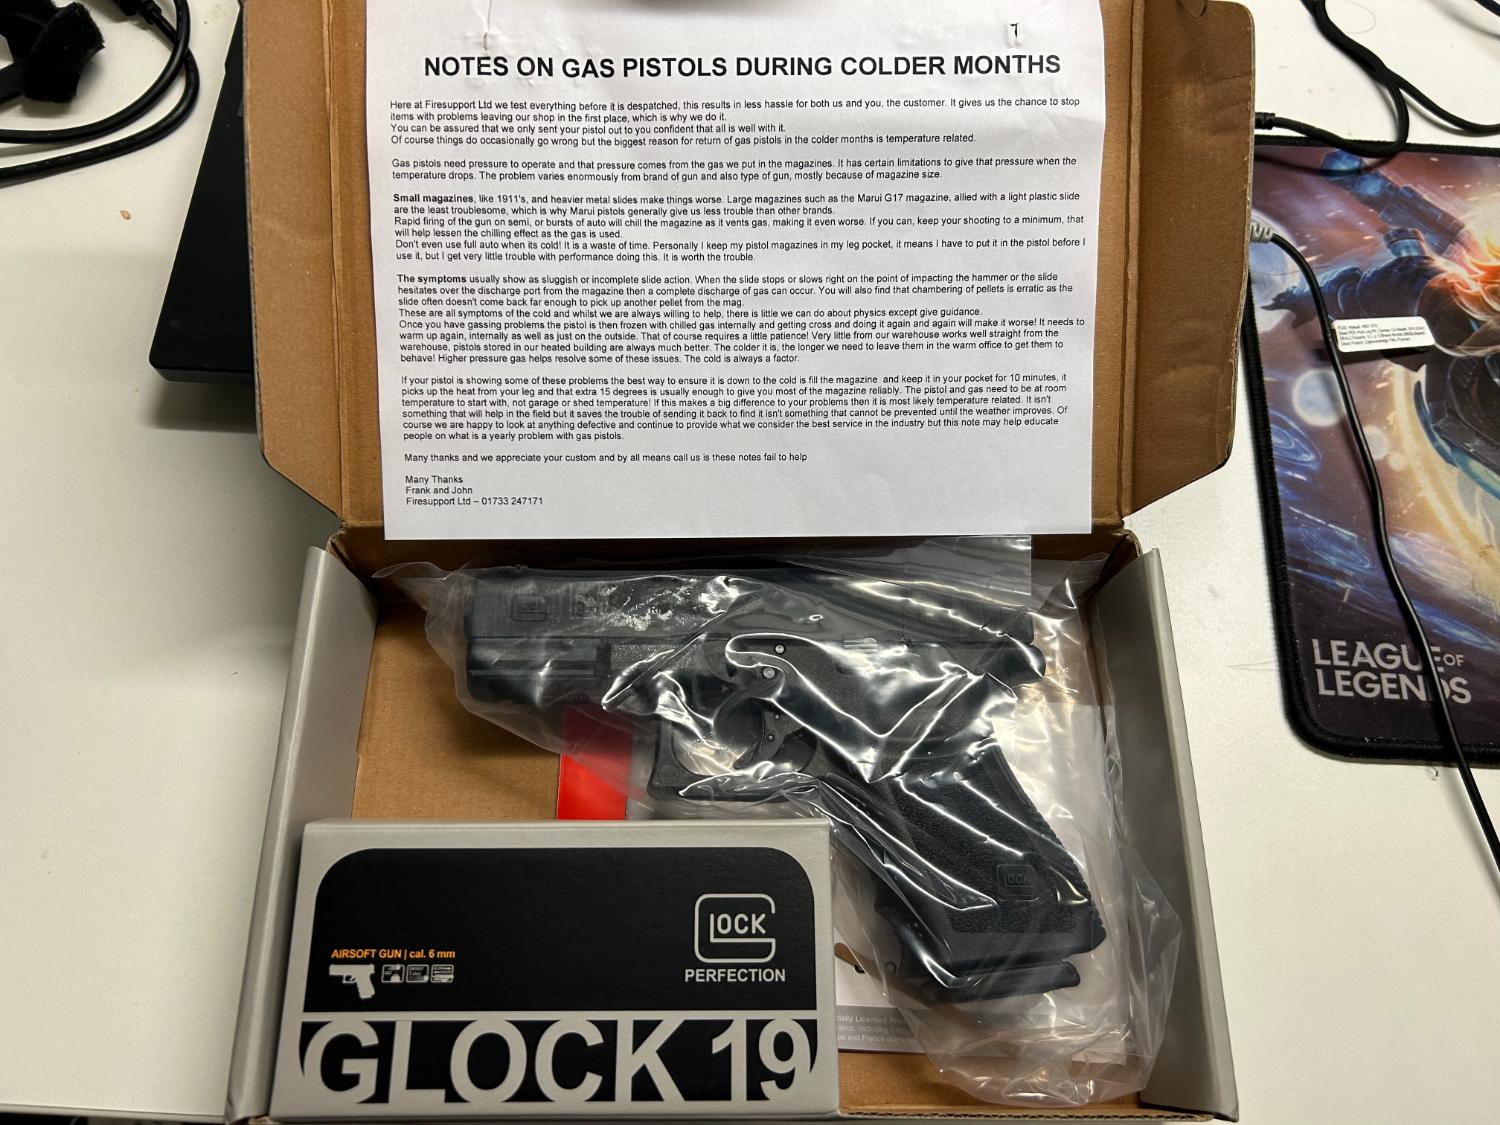 NOTES ON GAS PISTOLS DURING COLDER MONTHS
Here at Firesupport Ltd we test everything before it is despatched, this results in less hassle for both us and you, the customer. It gives us the chance to stop
items with problems leaving our shop in the first place, which is why we do it.
You can be assured that we only sent your pistol out to you confident that all is well with it.
Of course things do occasionally go wrong but the biggest reason for return of gas pistols in the colder months is temperature related.
Gas pistols need pressure to operate and that pressure comes from the gas we put in the magazines. It has certain limitations to give that pressure when the
temperature drops. The problem varies enormously from brand of gun and also type of gun, mostly because of magazine size.
Small magazines, like 1911's, and heavier metal slides make things worse. Large magazines such as the Marui G17 magazine, allied with a light plastic slide
are the least troublesome, which is why Marui pistols generally give us less trouble than other brands.
Rapid firing of the gun on semi, or bursts of auto will chill the magazine as it vents gas, making it even worse. If you can, keep your shooting to a minimum, that
will help lessen the chilling effect as the gas is used.
Don't even use full auto when its cold! It is a waste of time. Personally I keep my pistol magazines in my leg pocket, it means I have to put it in the pistol before I
use it, but I get very little trouble with performance doing this. It is worth the trouble.
The symptoms usually show as sluggish or incomplete slide action. When the slide stops or slows right on the point of impacting the hammer or the slide
hesitates over the discharge port from the magazine then a complete discharge of gas can occur. You will also find that chambering of pellets is erratic as the
slide often doesn't come back far enough to pick up another pellet from the mag.
These are all symptoms of the cold and whilst we are always willing to help, there is little we can do about physics except give guidance.
Once you have gassing problems the pistol is then frozen with chilled gas internally and getting cross and doing it again and again will make it worse! It needs to
warm up again, internally as well as just on the outside. That of course requires a little patience! Very little from our warehouse works well straight from the
warehouse, pistols stored in our heated building are always much better. The colder it is, the longer we need to leave them in the warm office to get them to
behave! Higher pressure gas helps resolve some of these issues. The cold is always a factor.
If your pistol is showing some of these problems the best way to ensure it is down to the cold is fill the magazine and keep it in your pocket for 10 minutes, it
picks up the heat from your leg and that extra 15 degrees is usually enough to give you most of the magazine reliably. The pistol and gas need to be at room
temperature to start with, not garage or shed temperature! If this makes a big difference to your problems then it is most likely temperature related. It isn't
something that will help in the field but it saves the trouble of sending it back to find it isn't something that cannot be prevented until the weather improves. Of
course we are happy to look at anything defective and continue to provide what we consider the best service in the industry but this note may help educate
people on what is a yearly problem with gas pistols.
Many thanks and we appreciate your custom and by all means call us is these notes fail to help
Many Thanks
Frank and John
Firesupport Ltd – 01733 247171
LEAGUE OF
LEGENDS
GLOCK
GLOCK
AIRSOFT GUN | cal. 6 mm
GLOCK
PERFECTION
GLOCK 19